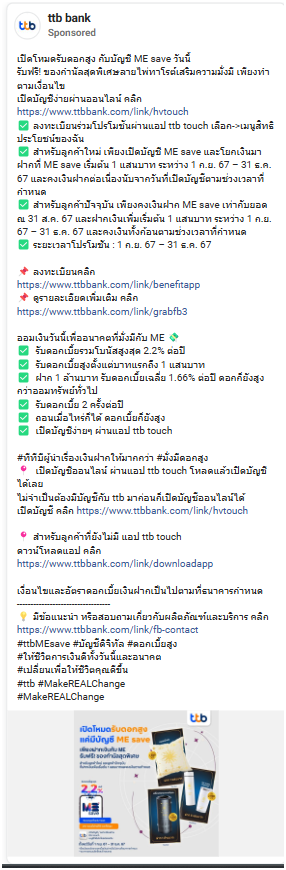 ttb bank
Sponsored
เปิดโหมดรับดอกสูง กับบัญชี ME save วันนี้
รับฟรี! ของกำนัลสุดพิเศษลายไพ่ทาโรต์เสริมความมั่งมี เพียงทำ
ตามเงื่อนไข
เปิดบัญชีง่ายผ่านออนไลน์ คลิก
https://www.ttbbank.com/link/hvtouch
✅ ลงทะเบียนร่วมโปรโมชันผ่านแอป ttb touch เลือก->เมนูสิทธิ
ประโยชน์ของฉัน
✅ สำหรับลูกค้าใหม่ เพียงเปิดบัญชี ME save และโยกเงินมา
ฝากที่ ME save เริ่มต้น 1 แสนบาท ระหว่าง 1 ก.ย. 67 – 31 ธ.ค.
67 และคงเงินฝากต่อเนื่องนับจากวันที่เปิดบัญชีตามช่วงเวลาที่
กำหนด
✅ สำหรับลูกค้าปัจจุบัน เพียงคงเงินฝาก ME save เท่ากับยอด
ณ 31 ส.ค. 67 และฝากเงินเพิ่มเริ่มต้น 1 แสนบาท ระหว่าง 1 ก.ย.
67 – 31 ธ.ค. 67 และคงเงินทั้งก้อนตามช่วงเวลาที่กำหนด
✅ ระยะเวลาโปรโมชัน : 1 ก.ย. 67 – 31 ธ.ค. 67
📌 ลงทะเบียนคลิก
https://www.ttbbank.com/link/benefitapp
📌 ดูรายละเอียดเพิ่มเติม คลิก
https://www.ttbbank.com/link/grabfb3
ออมเงินวันนี้เพื่ออนาคตที่มั่งมีกับ ME 💸
✅ รับดอกเบี้ยรวมโบนัสสูงสุด 2.2% ต่อปี
✅ รับดอกเบี้ยสูงตั้งแต่บาทแรกถึง 1 แสนบาท
✅ ฝาก 1 ล้านบาท รับดอกเบี้ยเฉลี่ย 1.66% ต่อปี ดอกก็ยังสูง
กว่าออมทรัพย์ทั่วไป
✅ รับดอกเบี้ย 2 ครั้งต่อปี
✅ ถอนเมื่อไหร่ก็ได้ ดอกเบี้ยก็ยังสูง
✅ เปิดบัญชีง่ายๆ ผ่านแอป ttb touch
#ทีทีบีผู้นำเรื่องเงินฝากให้มากกว่า #มั่งมีดอกสูง
📍 เปิดบัญชีออนไลน์ ผ่านแอป ttb touch โหลดแล้วเปิดบัญชี
ได้เลย
ไม่จำเป็นต้องมีบัญชีกับ ttb มาก่อนก็เปิดบัญชีออนไลน์ได้
เปิดบัญชี คลิก https://www.ttbbank.com/link/hvtouch
📍 สำหรับลูกค้าที่ยังไม่มี แอป ttb touch
ดาวน์โหลดแอป คลิก
https://www.ttbbank.com/link/downloadapp
เงื่อนไขและอัตราดอกเบี้ยเงินฝากเป็นไปตามที่ธนาคารกำหนด
----------------------------------
💡 มีข้อแนะนำ หรือสอบถามเกี่ยวกับผลิตภัณฑ์และบริการ คลิก
https://www.ttbbank.com/link/fb-contact
#ttbMEsave #บัญชีดิจิทัล #ดอกเบี้ยสูง
#ให้ชีวิตการเงินดีทั้งวันนี้และอนาคต
#เปลี่ยนเพื่อให้ชีวิตคุณดีขึ้น
#ttb #MakeREALChange
#MakeREALChange
ttb
เปิดโหมดรับดอกสูง
แค่มีบัญชี ME save
เพียงฝากเงินกับ ME
รับฟรี! ของกำนัลสุดพิเศษ
2.2%
ME
SAVE